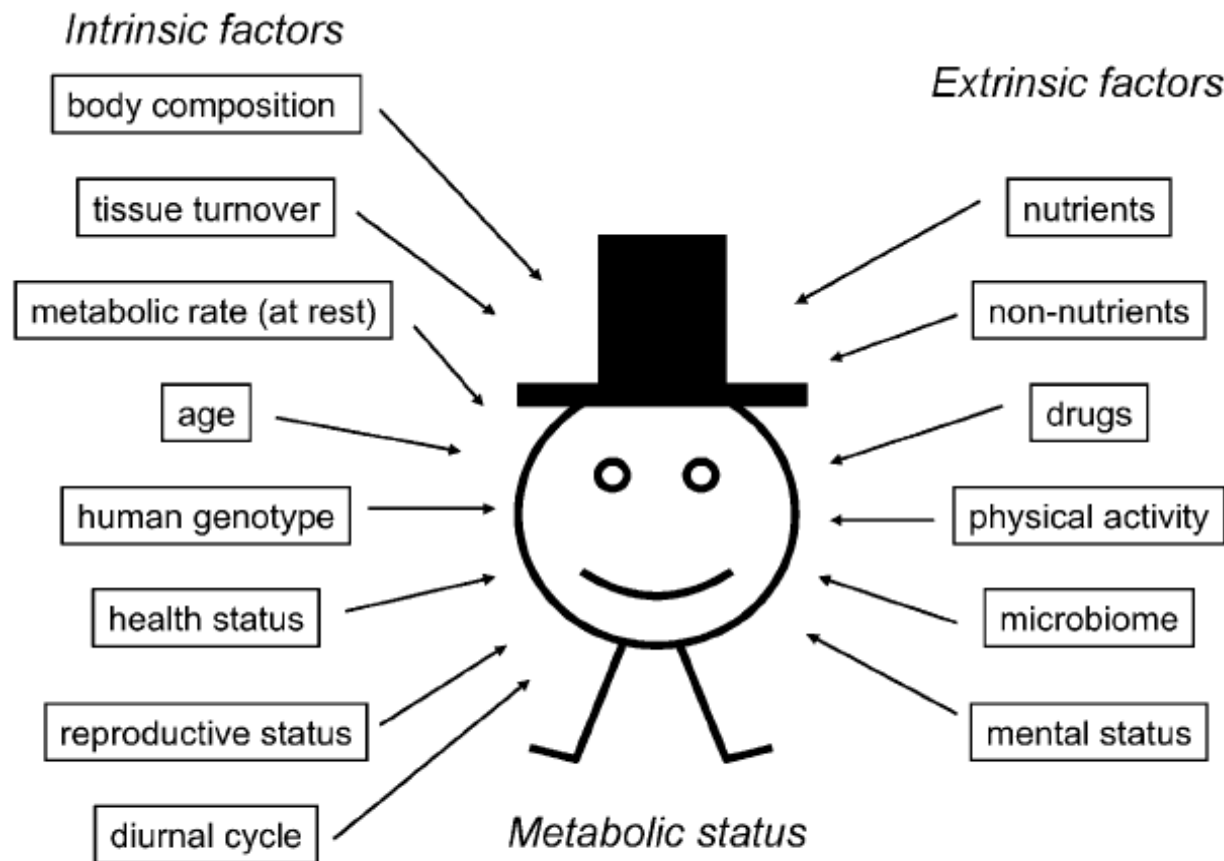 Intrinsic factors
body composition
tissue turnover
metabolic rate (at rest)
age
human genotype
health status
reproductive status
diurnal cycle
Extrinsic factors
nutrients
non-nutrients
drugs
physical activity
microbiome
mental status
Metabolic status